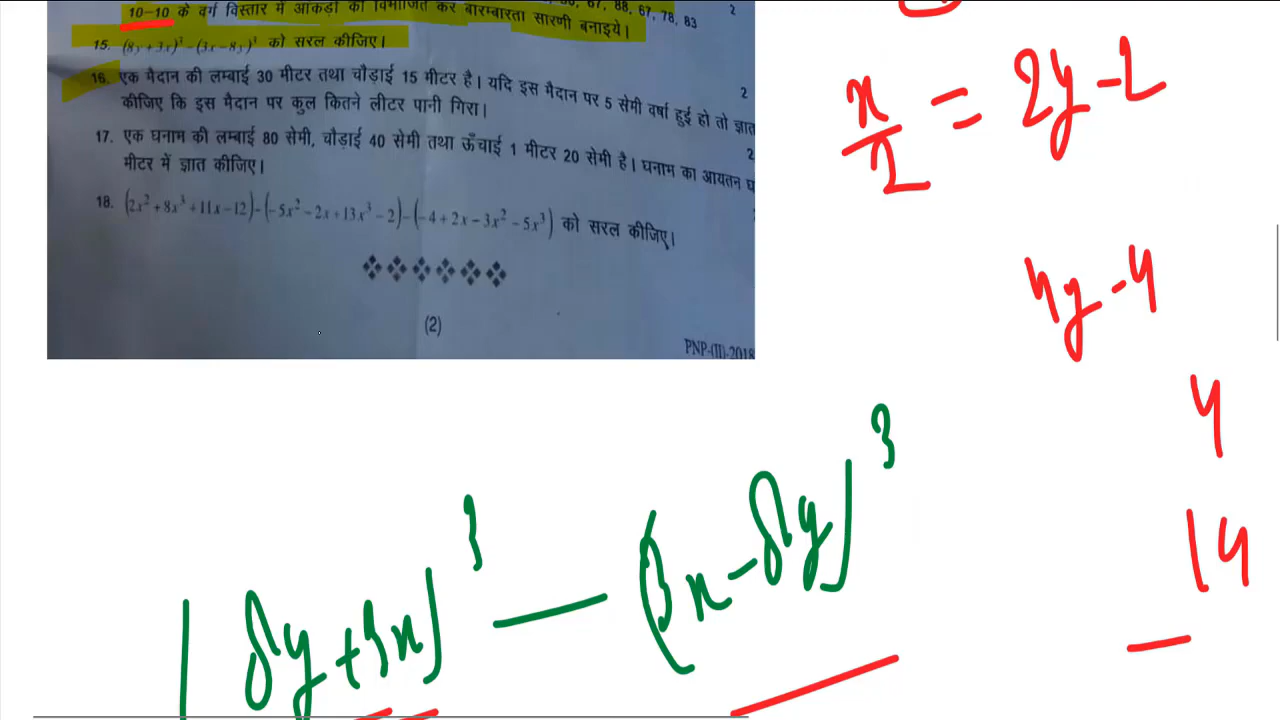 67, 88, 67, 78, 83
10-10 के वर्ग विस्तार में आंकड़ों को विभाजित कर बारम्बारता सारणी बनाइये। 2
15. (8y+3x)³-(3x-8y)³ को सरल कीजिए।
16. एक मैदान की लम्बाई 30 मीटर तथा चौड़ाई 15 मीटर है। यदि इस मैदान पर 5 सेमी वर्षा हुई हो तो ज्ञात 2
कीजिए कि इस मैदान पर कुल कितने लीटर पानी गिरा।
17. एक घनाम की लम्बाई 80 सेमी, चौड़ाई 40 सेमी तथा ऊँचाई 1 मीटर 20 सेमी है। घनाम का आयतन घ 2
मीटर में ज्ञात कीजिए।
18. (2x²+8x³+11x-12)-(-5x²-2x+13x³-2)-(-4+2x-3x²-5x³) को सरल कीजिए।
(2)
PNP-(II)-2018
x/2 = 2y-2
4y-4
4
14
(8y+3x)³ — (3x-8y)³